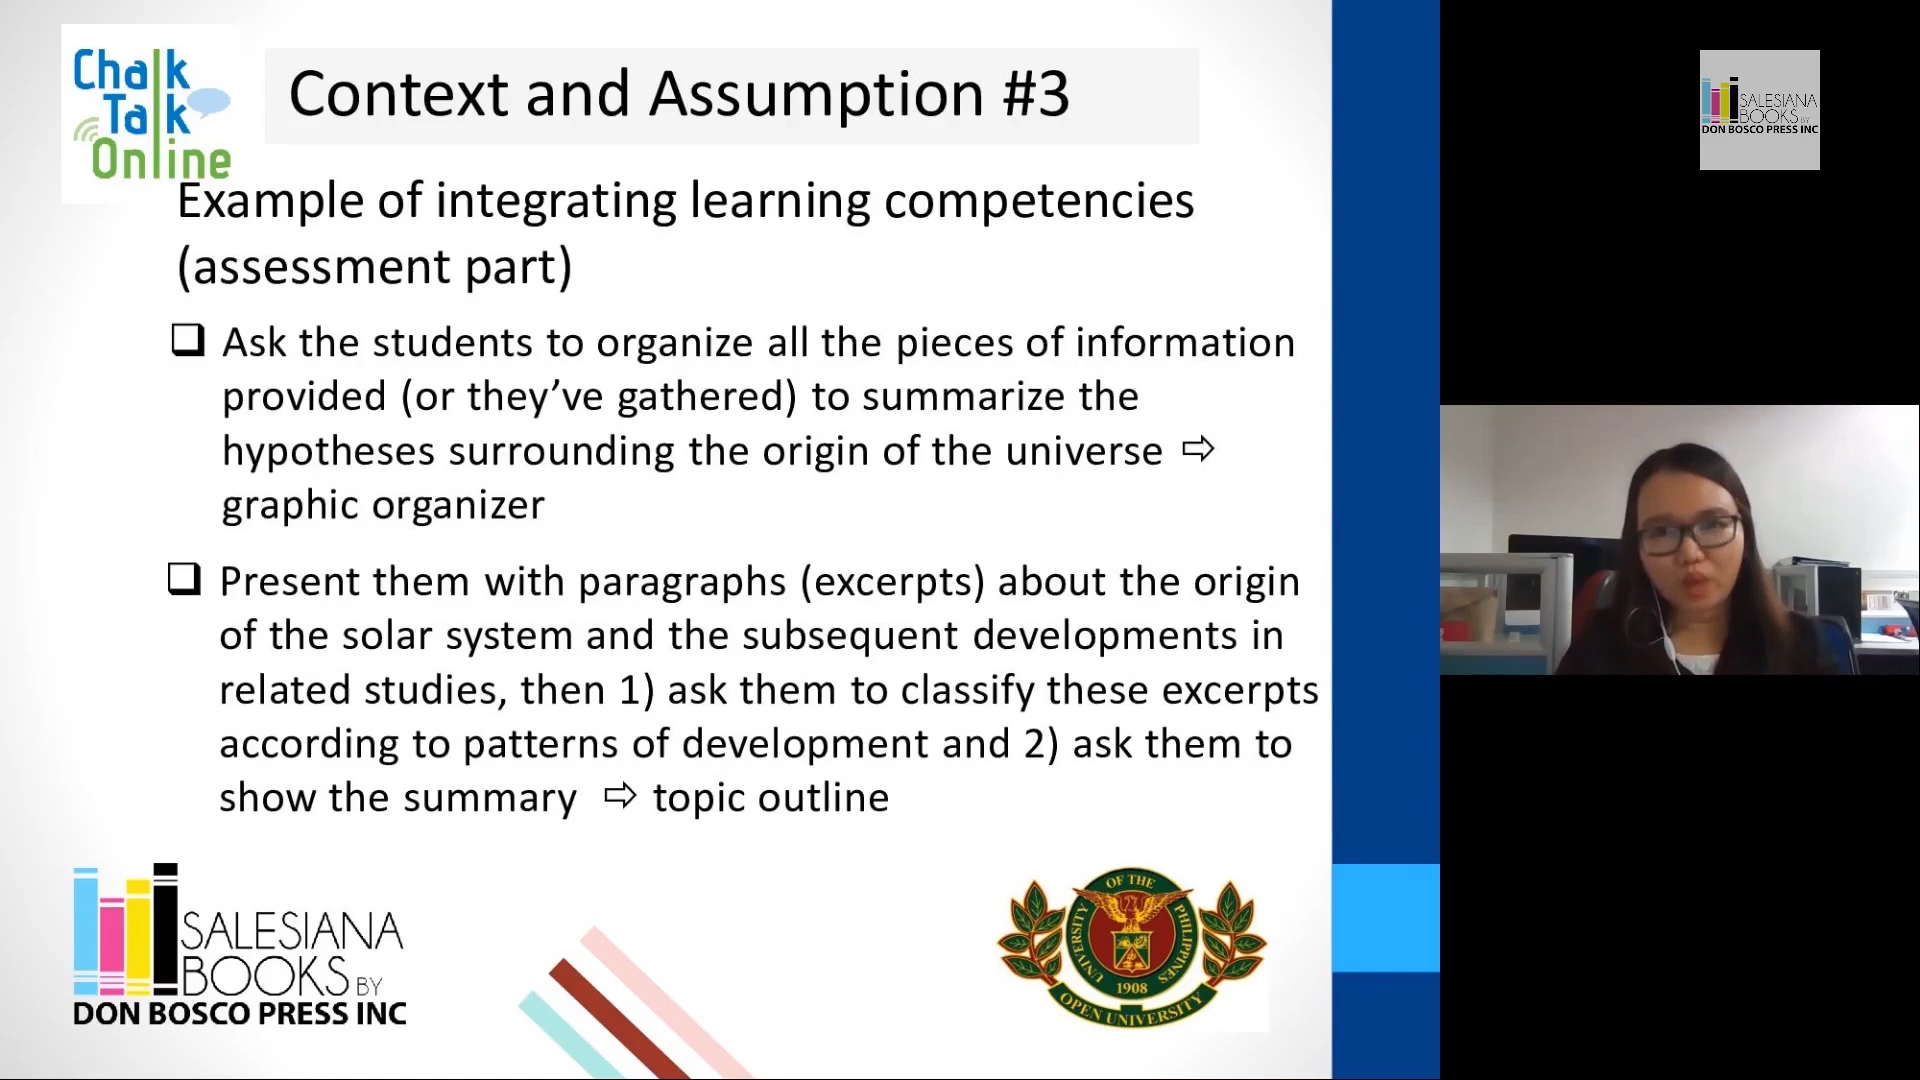 Chalk
Talk
Online
Context and Assumption #3
Example of integrating learning competencies
(assessment part)
Ask the students to organize all the pieces of information
provided (or they’ve gathered) to summarize the
hypotheses surrounding the origin of the universe ⇨
graphic organizer
Present them with paragraphs (excerpts) about the origin
of the solar system and the subsequent developments in
related studies, then 1) ask them to classify these excerpts
according to patterns of development and 2) ask them to
show the summary ⇨ topic outline
SALESIANA
BOOKS BY
DON BOSCO PRESS INC
UNIVERSITY OF THE PHILIPPINES
1908
OPEN UNIVERSITY
SALESIANA
BOOKS BY
DON BOSCO PRESS INC